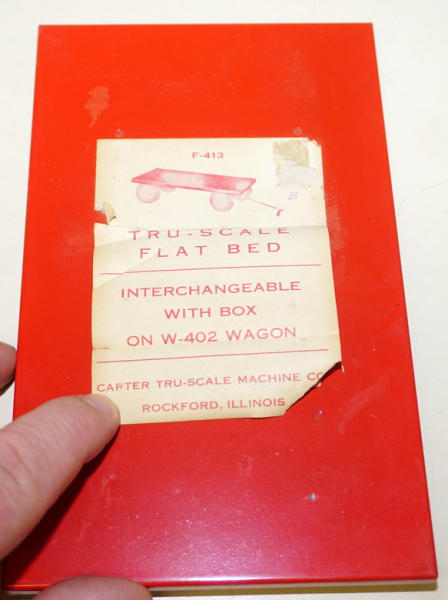 F-413
B
TRU-SCALE
FLAT BED
INTERCHANGEABLE
WITH BOX
ON W-402 WAGON
CARTER TRU-SCALE MACHINE CO
ROCKFORD, ILLINOIS